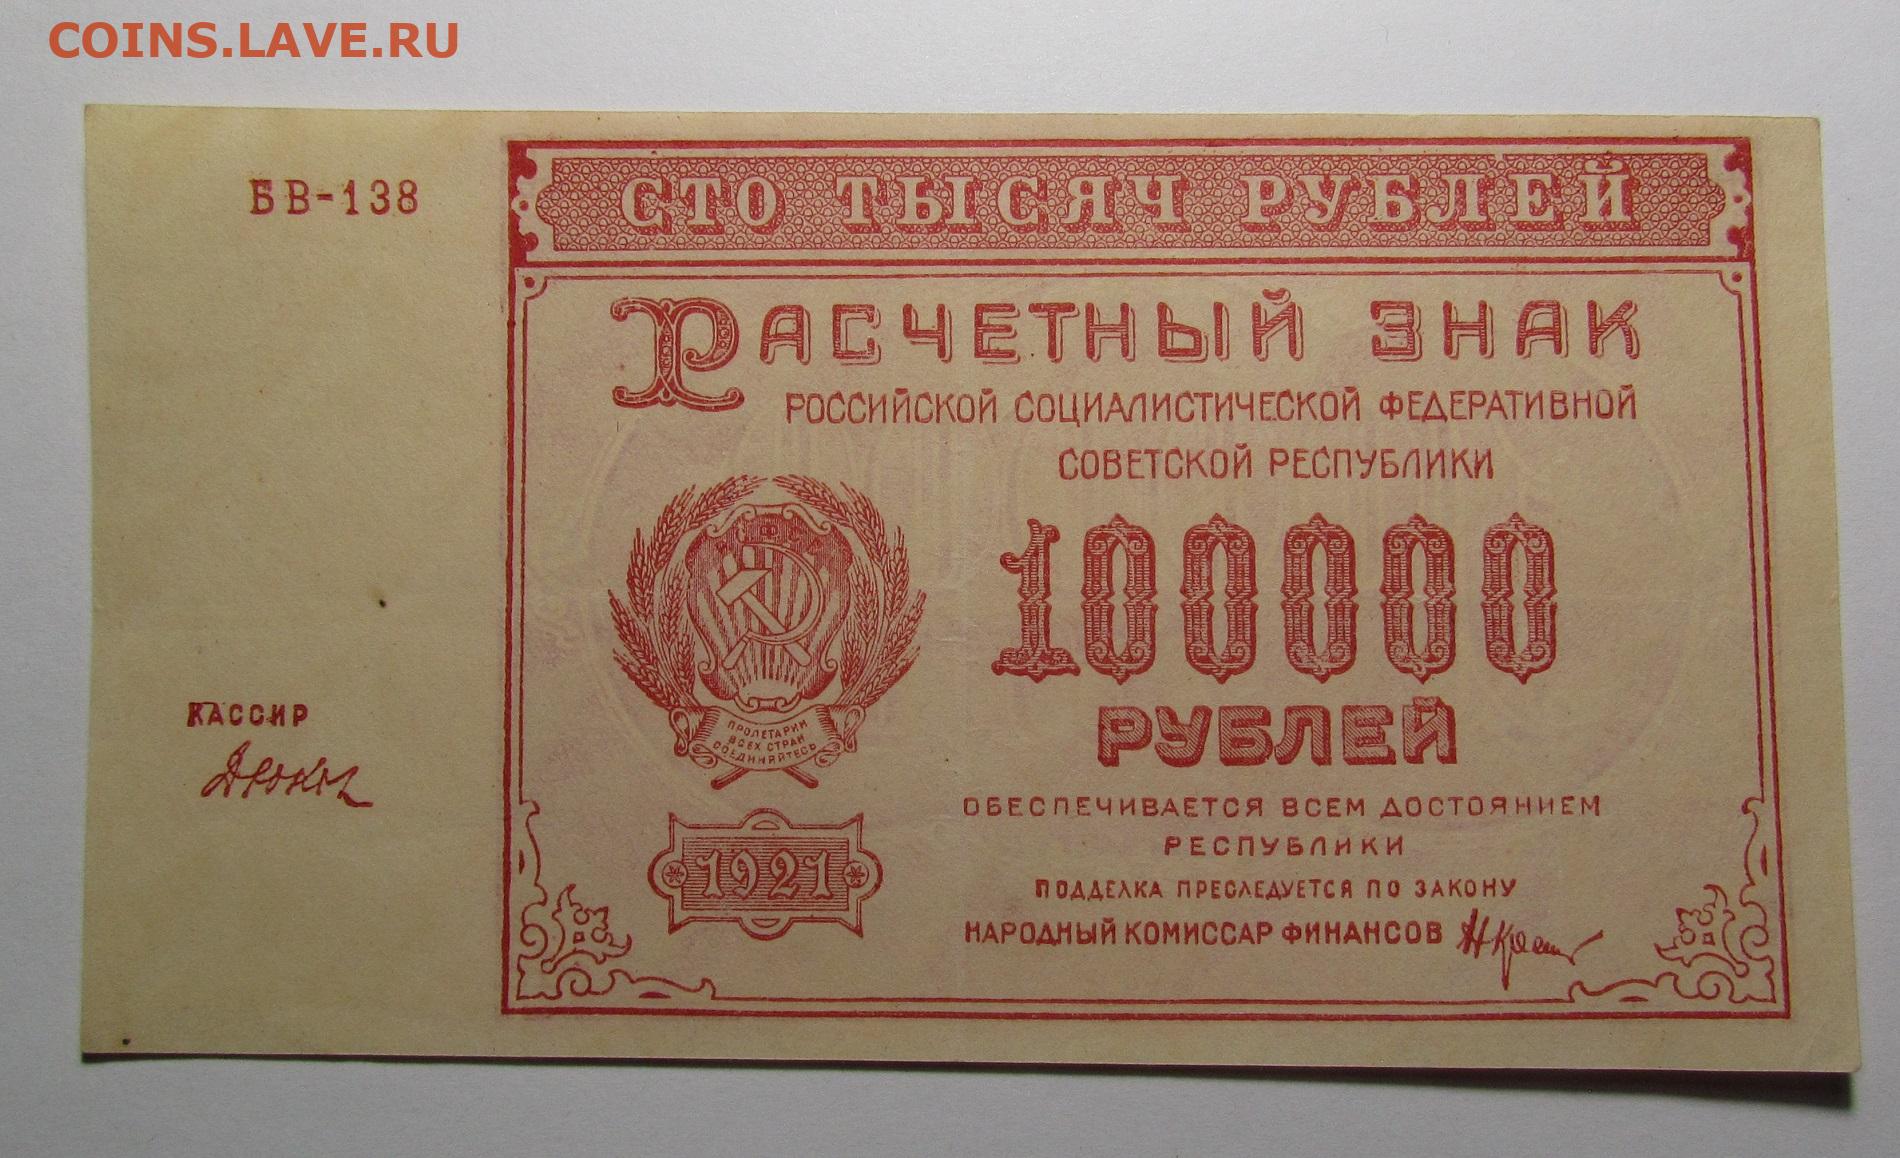 COINS.LAVE.RU
БВ-138
СТО ТЫСЯЧ РУБЛЕЙ
РАСЧЕТНЫЙ ЗНАК
РОССИЙСКОЙ СОЦИАЛИСТИЧЕСКОЙ ФЕДЕРАТИВНОЙ
СОВЕТСКОЙ РЕСПУБЛИКИ
100000
РУБЛЕЙ
ПРОЛЕТАРИИ
ВСЕХ СТРАН
СОЕДИНЯЙТЕСЬ
КАССИР
1921
ОБЕСПЕЧИВАЕТСЯ ВСЕМ ДОСТОЯНИЕМ
РЕСПУБЛИКИ
ПОДДЕЛКА ПРЕСЛЕДУЕТСЯ ПО ЗАКОНУ
НАРОДНЫЙ КОМИССАР ФИНАНСОВ